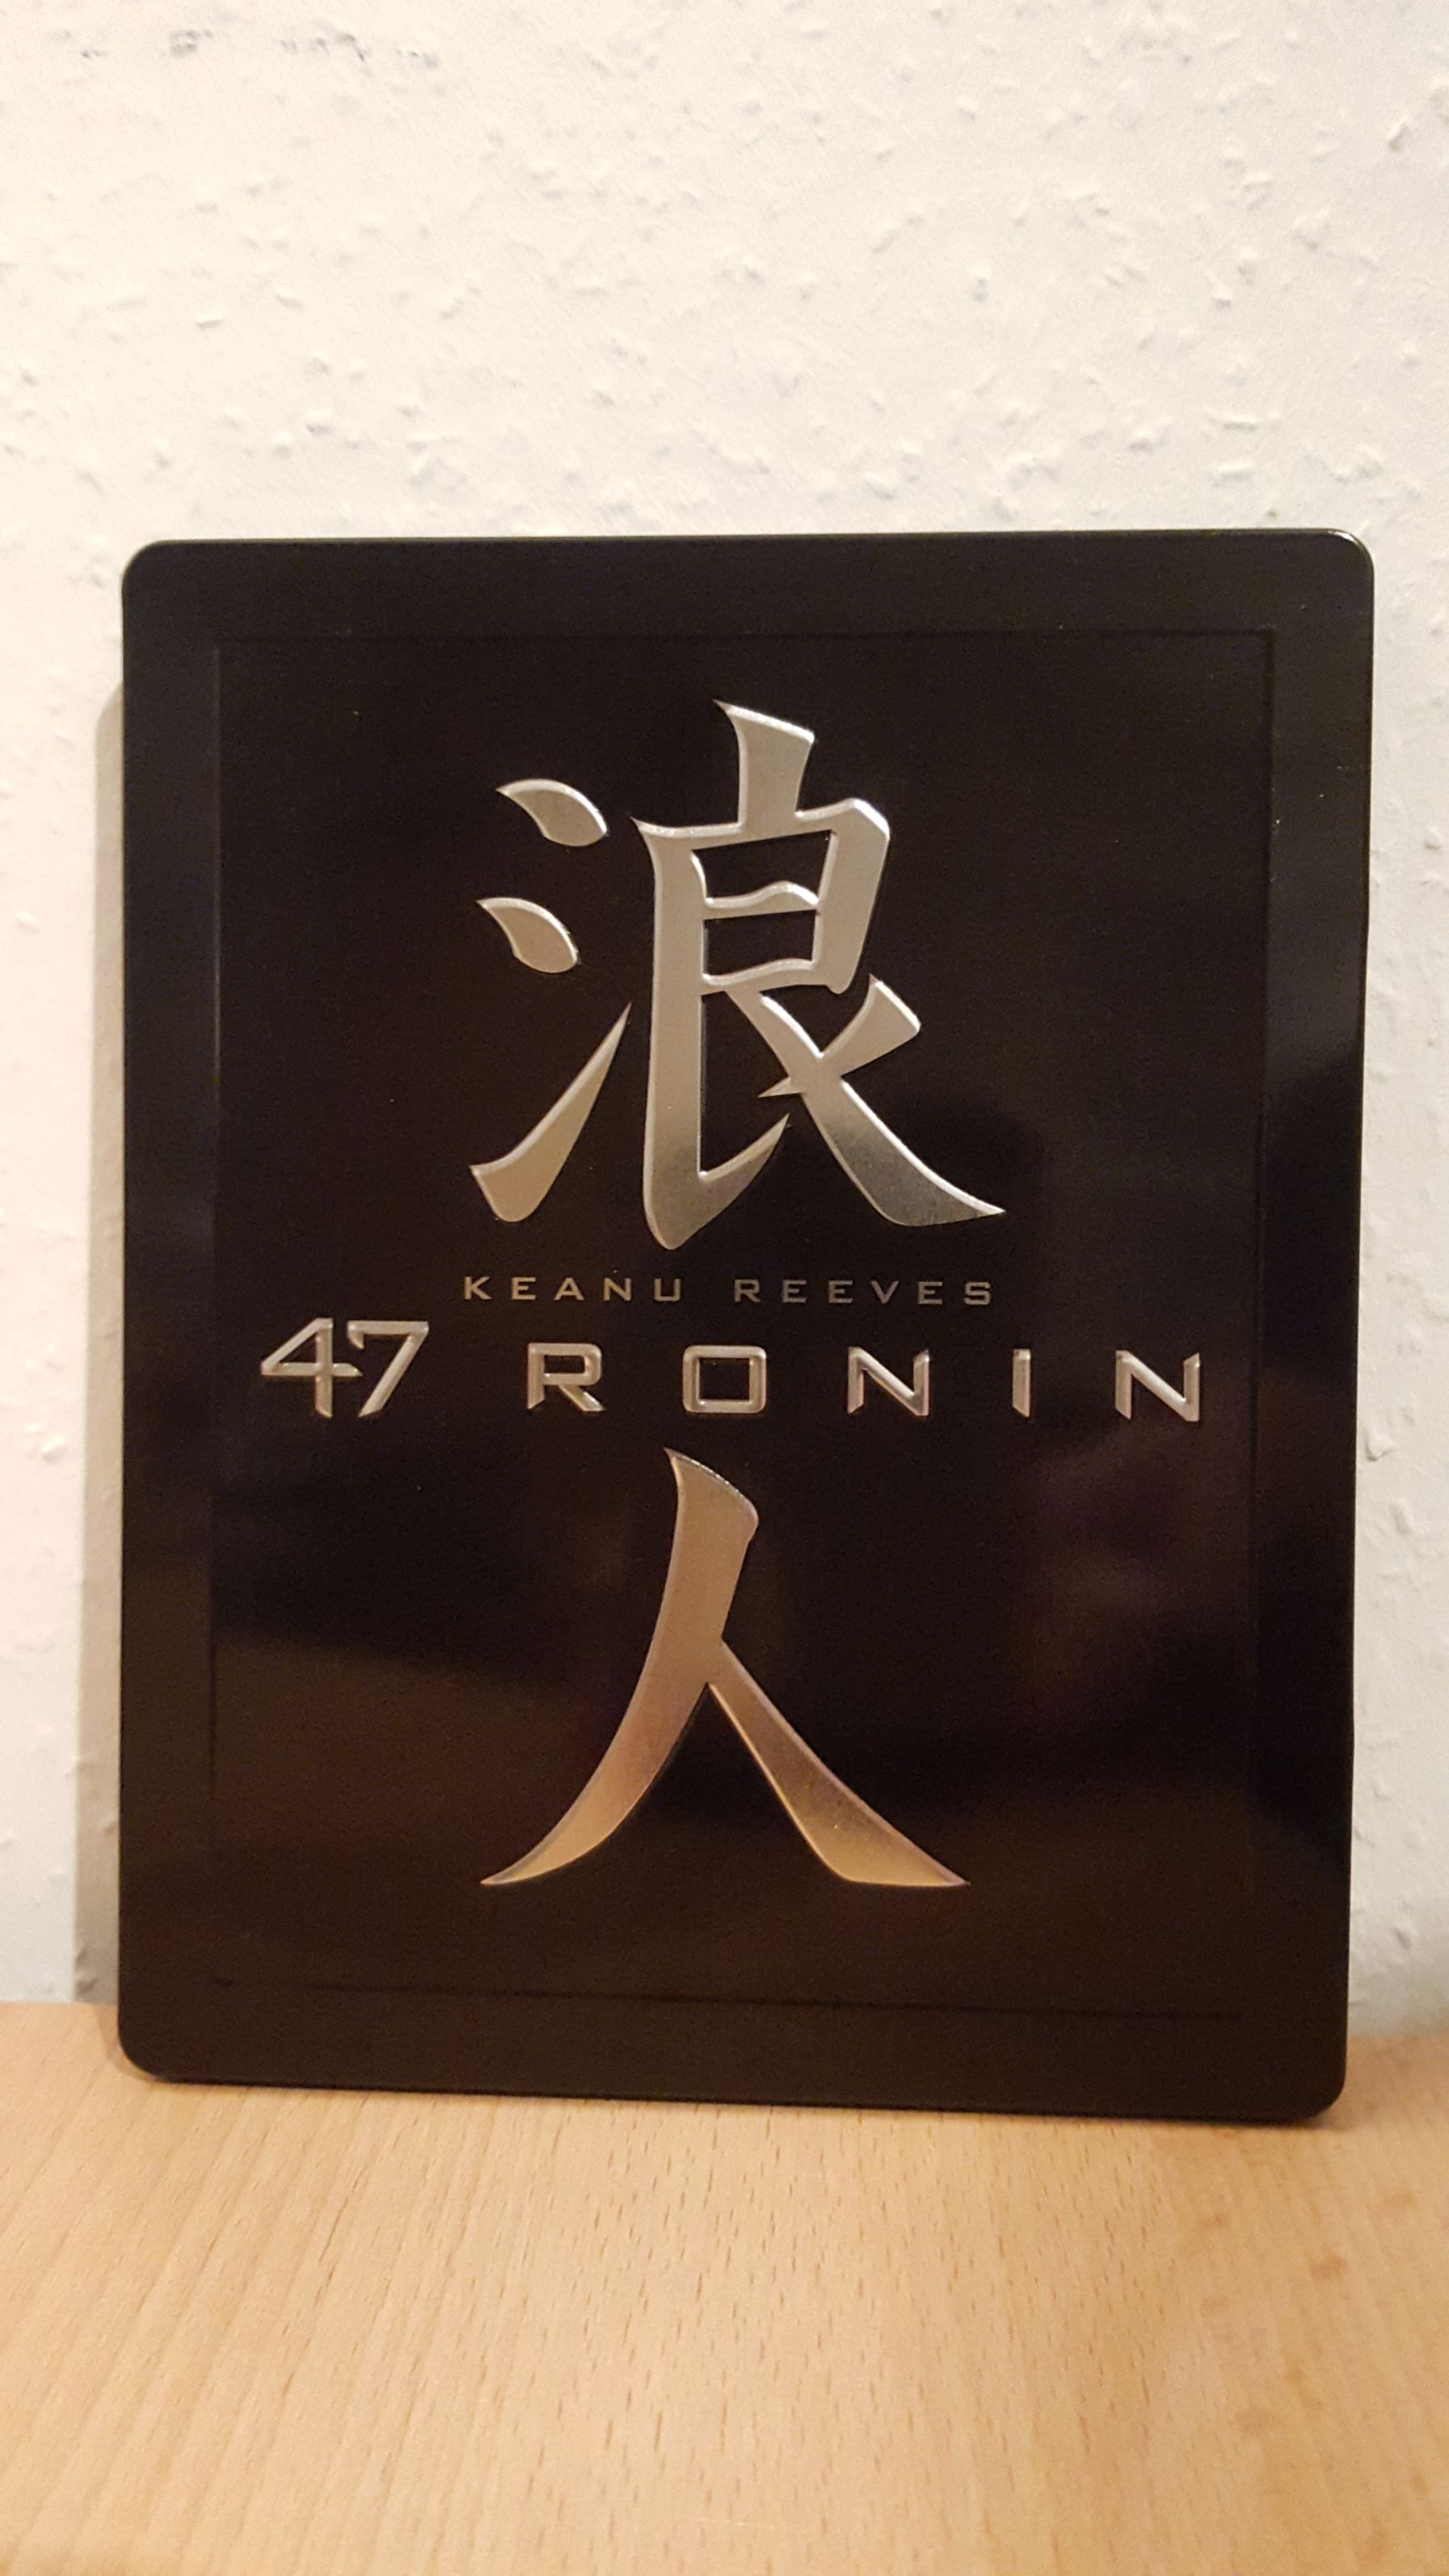 浪
KEANU REEVES
47 RONIN
人